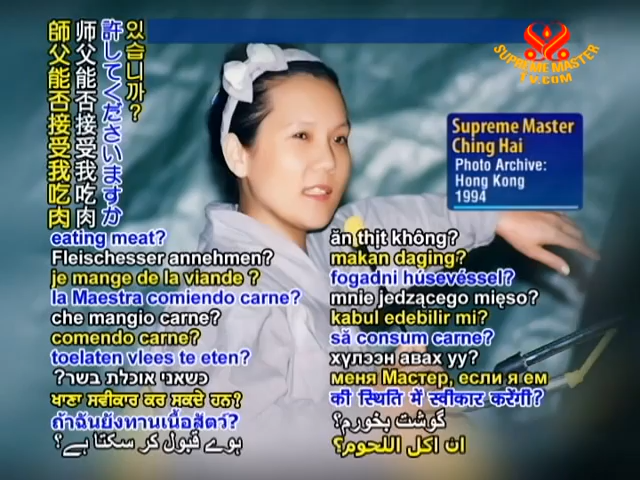 있습니까?
許してくださいますか
师父能否接受我吃肉
師父能否接受我吃肉
SUPREME MASTER
TV.COM
Supreme Master
Ching Hai
Photo Archive:
Hong Kong
1994
eating meat?
Fleischesser annehmen?
je mange de la viande ?
la Maestra comiendo carne?
che mangio carne?
comendo carne?
toelaten vlees te eten?
כשאני אוכלת בשר?
ਖਾਣਾ ਸਵੀਕਾਰ ਕਰ ਸਕਦੇ ਹਨ?
ถ้าฉันยังทานเนื้อสัตว์?
ہوے قبول کر سکتا ہے؟
ăn thịt không?
makan daging?
fogadni húsevéssel?
mnie jedzącego mięso?
kabul edebilir mi?
să consum carne?
хүлээн авах уу?
меня Мастер, если я ем
की स्थिति में स्वीकार करेंगी?
گوشت بخورم؟
ان اكل اللحوم؟